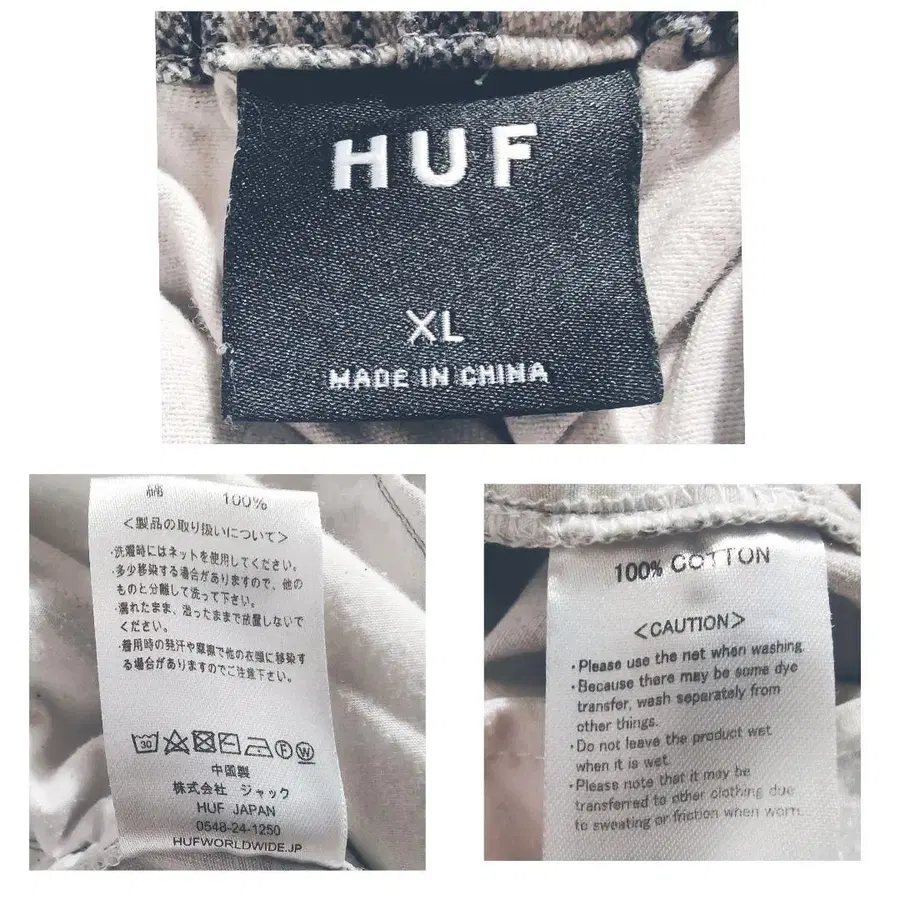 HUF
XL
MADE IN CHINA
綿 100%
<製品の取り扱いについて>
・洗濯時にはネットを使用してください。
・多少移染する場合がありますので、他の
ものと分離して洗って下さい。
・濡れたまま、湿ったままで放置しないで
ください。
・着用時の発汗や摩擦で他の衣類に移染す
る場合がありますのでご注意下さい。
30 F W
中国製
株式会社 ジャック
HUF JAPAN
0548-24-1250
HUFWORLDWIDE.JP
100% COTTON
<CAUTION>
・Please use the net when washing.
・Because there may be some dye
transfer, wash separately from
other things.
・Do not leave the product wet
when it is wet.
・Please note that it may be
transferred to other clothing due
to sweating or friction when worn.